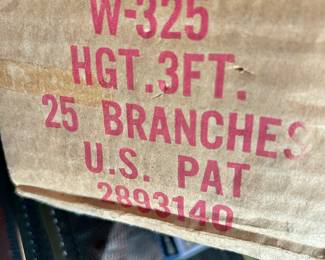 W-325
HGT.3FT.
25 BRANCHES
U.S. PAT
2893140